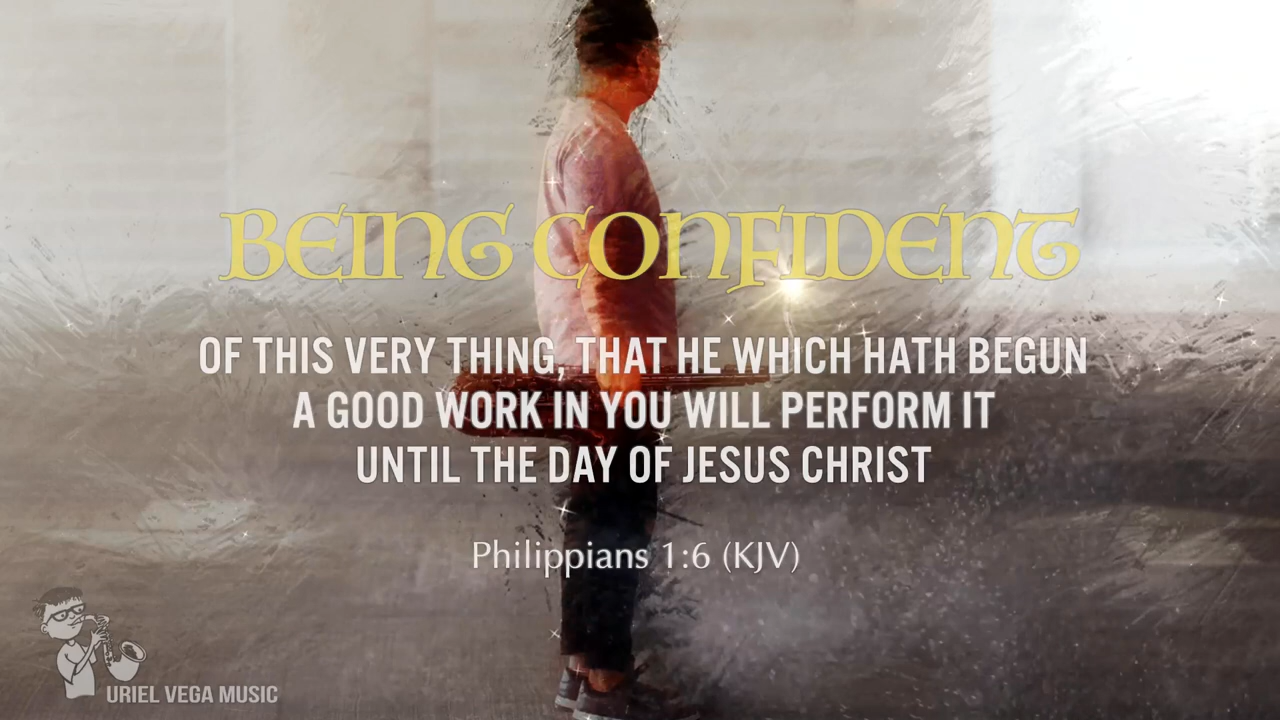 BEING CONFIDENT
OF THIS VERY THING, THAT HE WHICH HATH BEGUN
A GOOD WORK IN YOU WILL PERFORM IT
UNTIL THE DAY OF JESUS CHRIST
Philippians 1:6 (KJV)
URIEL VEGA MUSIC